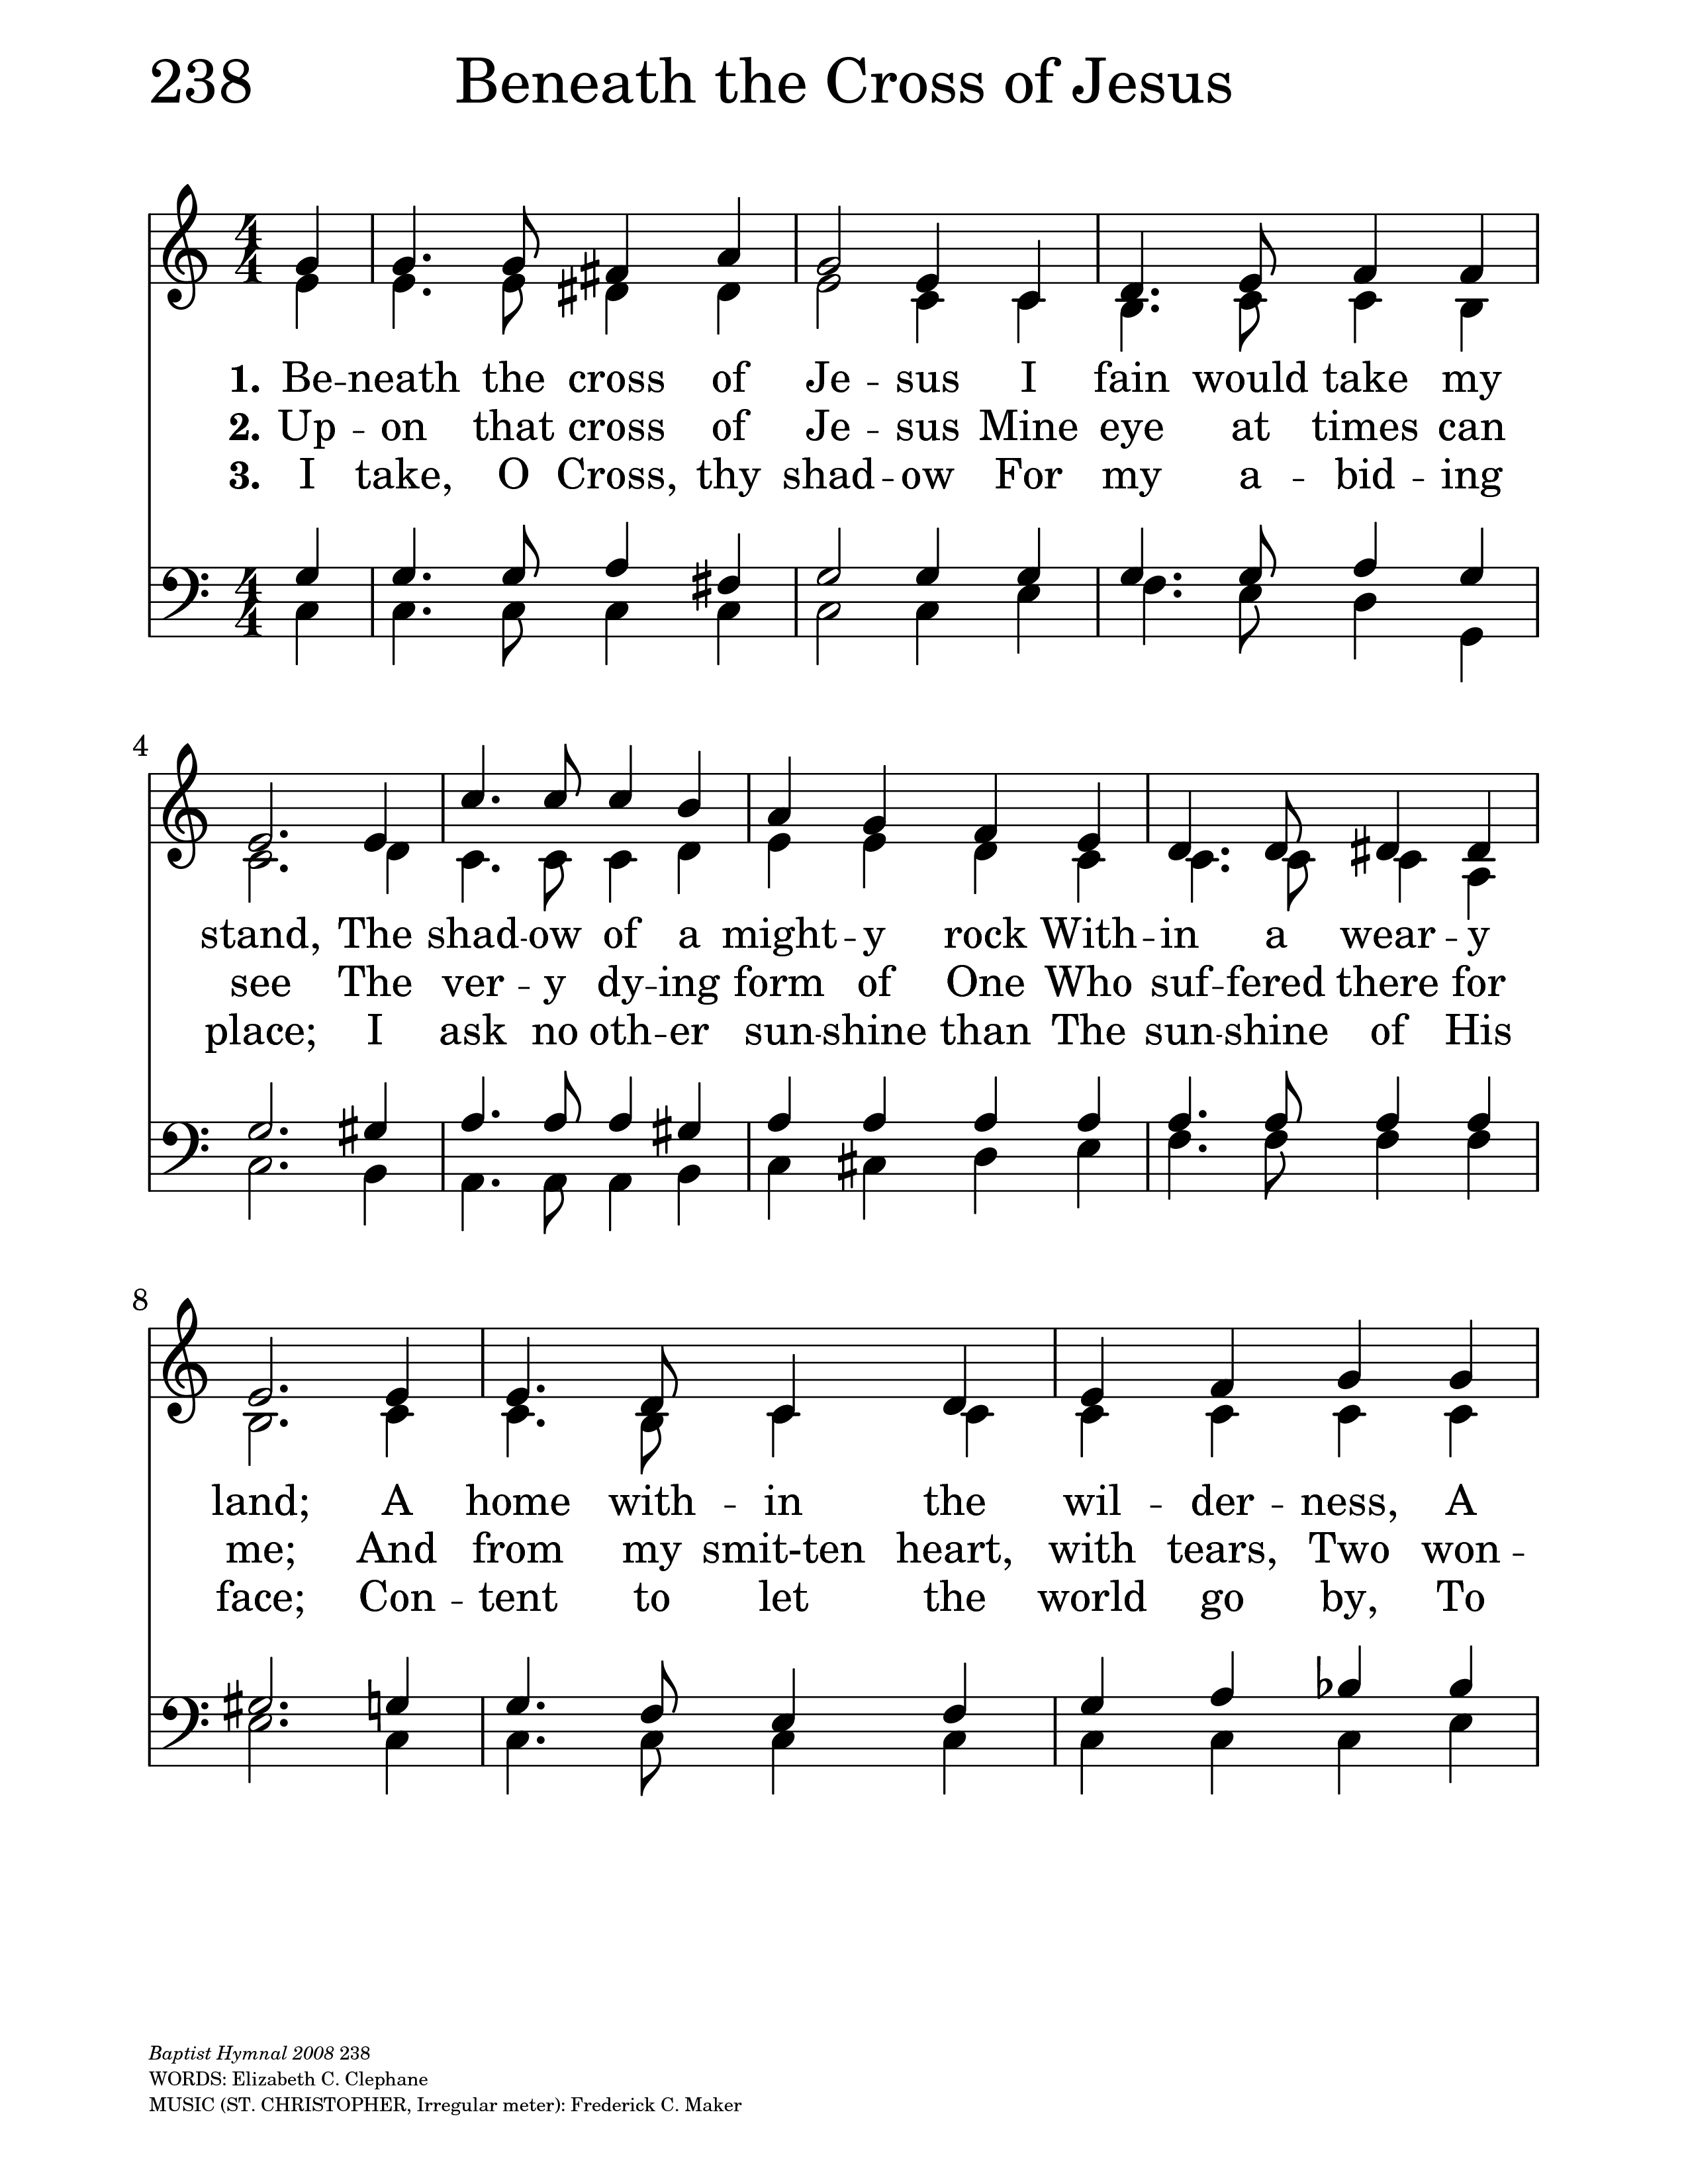 238 Beneath the Cross of Jesus
4
4
1. Be -- neath the cross of Je -- sus I fain would take my
2. Up -- on that cross of Je -- sus Mine eye at times can
3. I take, O Cross, thy shad -- ow For my a -- bid -- ing
4
4
4
stand, The shad -- ow of a might -- y rock With -- in a wear -- y
see The ver -- y dy -- ing form of One Who suf -- fered there for
place; I ask no oth -- er sun -- shine than The sun -- shine of His
8
land; A home with -- in the wil -- der -- ness, A
me; And from my smit-ten heart, with tears, Two won --
face; Con -- tent to let the world go by, To
Baptist Hymnal 2008 238
WORDS: Elizabeth C. Clephane
MUSIC (ST. CHRISTOPHER, Irregular meter): Frederick C. Maker